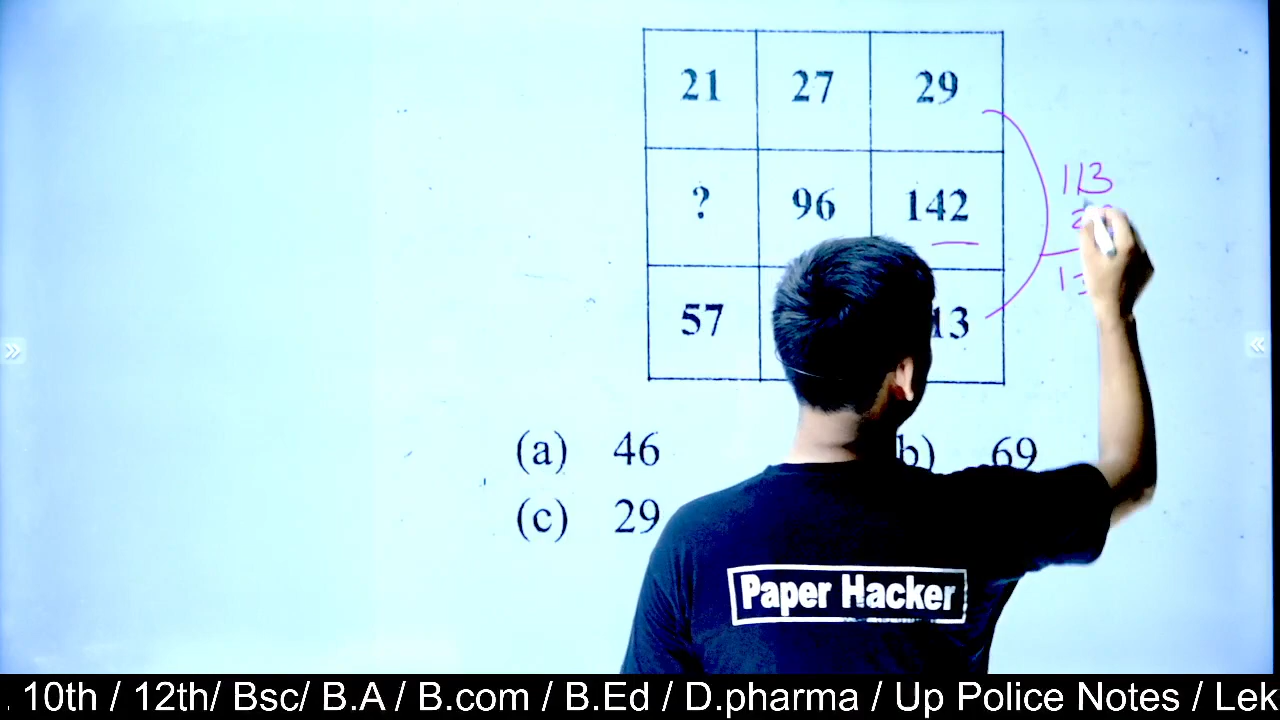 21 27 29
? 96 142
57 13
113
(a) 46 b) 69
(c) 29
Paper Hacker
10th / 12th/ Bsc/ B.A / B.com / B.Ed / D.pharma / Up Police Notes / Lek